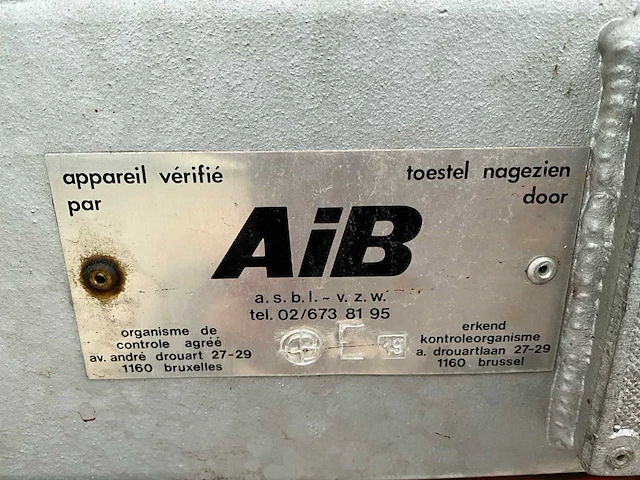 appareil vérifié
par
toestel nagezien
door
AiB
a.s.b.l. - v.z.w.
tel. 02/673 81 95
organisme de
controle agréé
av. andré drouart 27-29
1160 bruxelles
E
erkend
kontroleorganisme
a. drouartlaan 27-29
1160 brussel